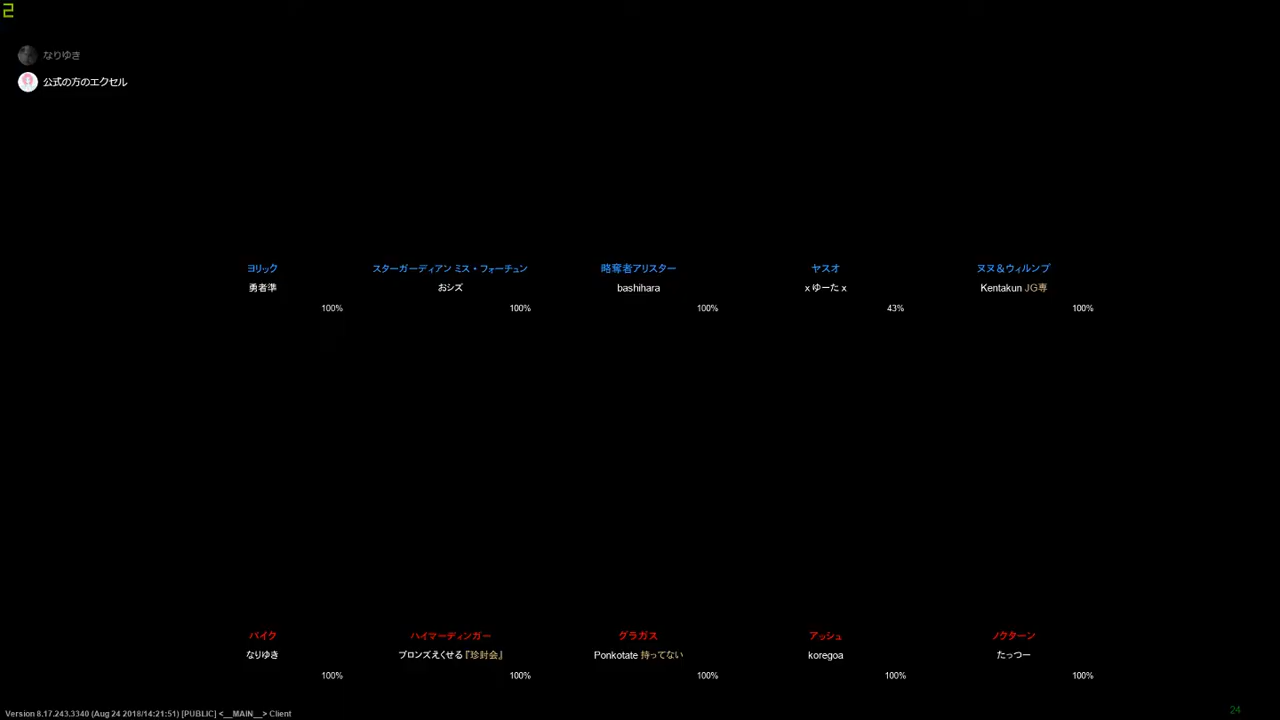 2
なりゆき
公式の方のエクセル
ヨリック
勇者準
100%
スターガーディアン ミス・フォーチュン
おシズ
100%
略奪者アリスター
bashihara
100%
ヤスオ
x ゆーた x
43%
ヌヌ＆ウィルンプ
Kentakun JG専
100%
パイク
なりゆき
100%
ハイマーディンガー
ブロンズえくせる『珍封会』
100%
グラガス
Ponkotate 持ってない
100%
アッシュ
koregoa
100%
ノクターン
たっつー
100%
Version 8.17.243.3340 (Aug 24 2018/14:21:51) [PUBLIC] <__MAIN__> Client
24